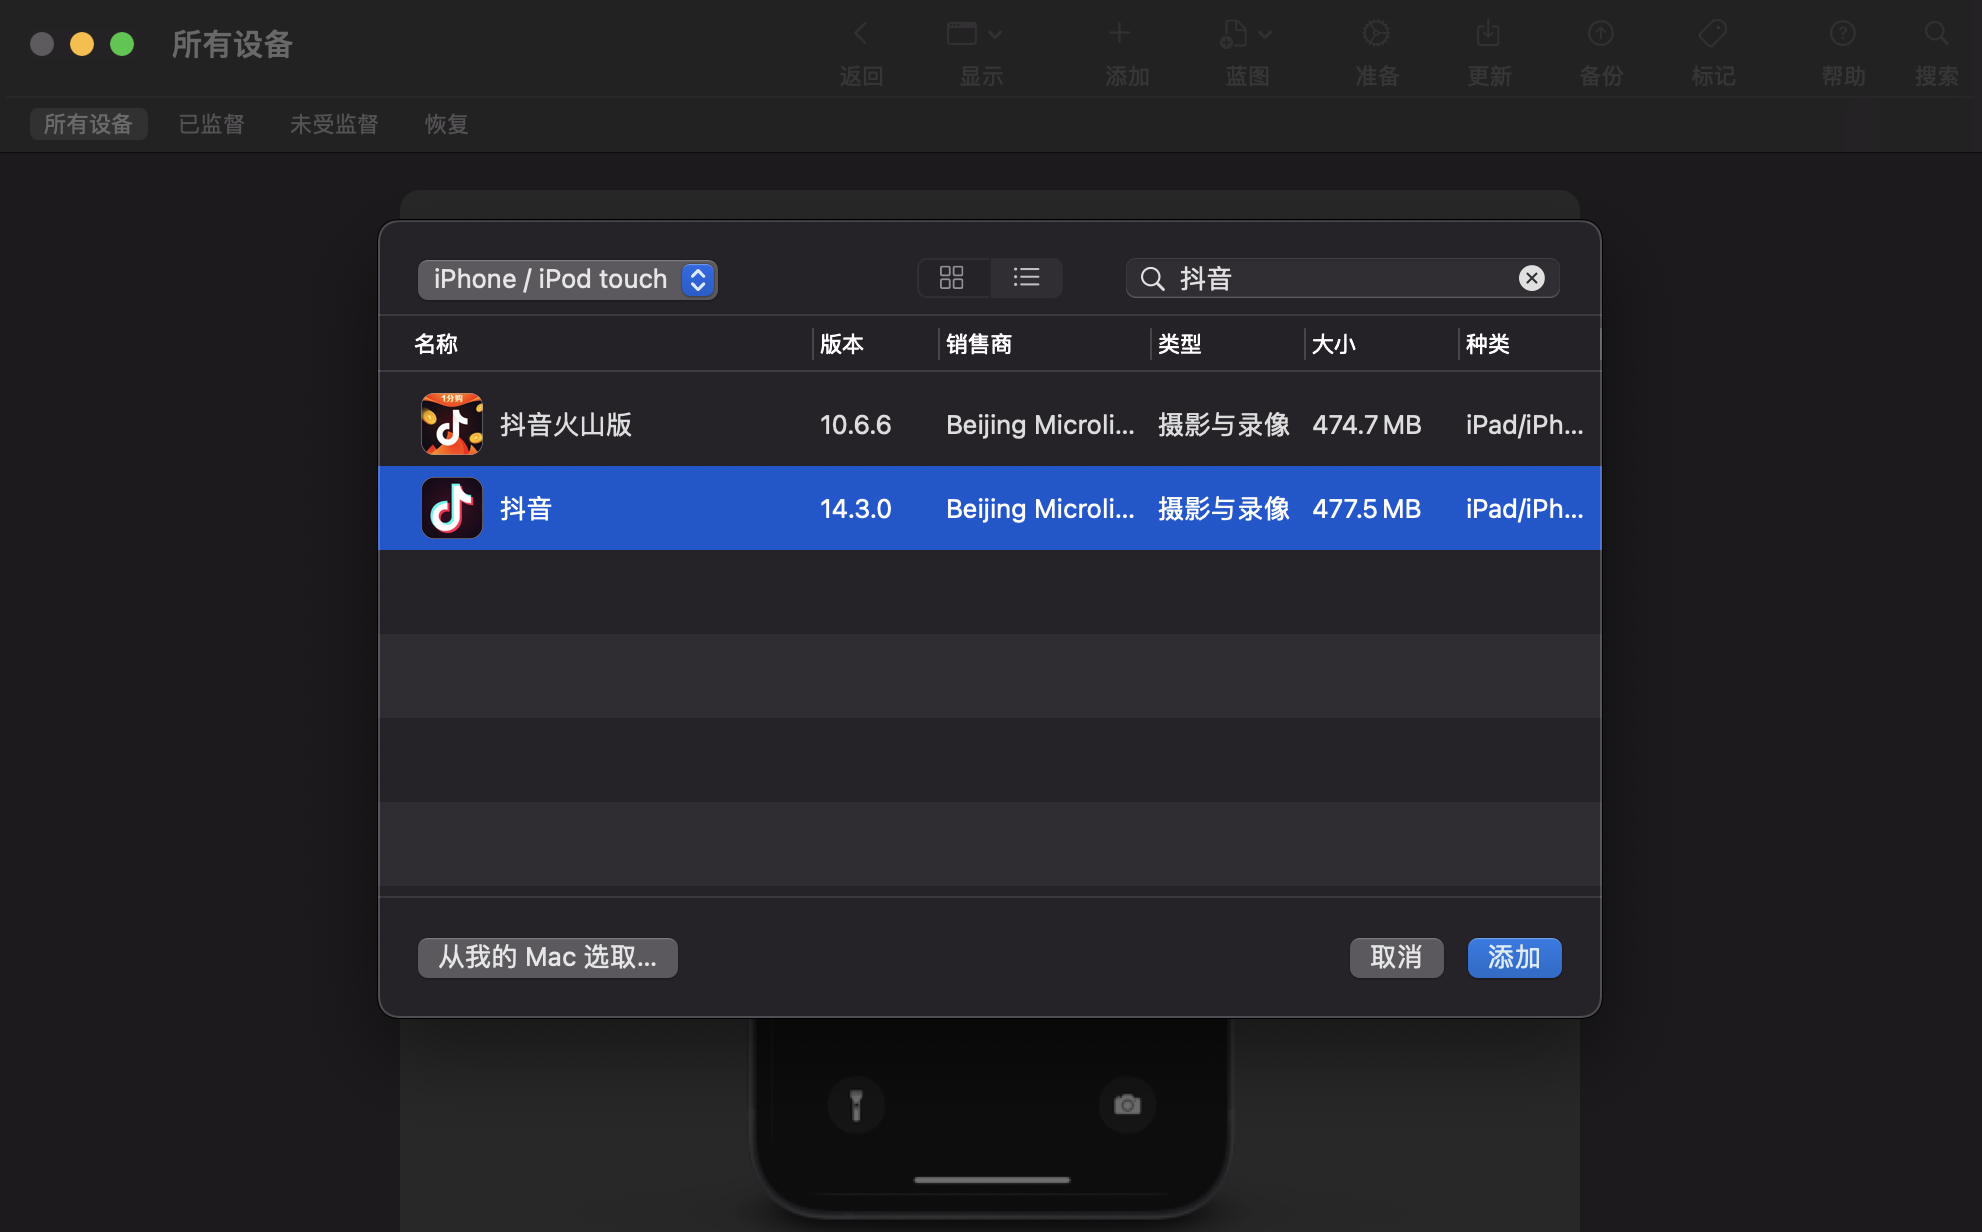 所有设备
返回 显示 添加 蓝图 准备 更新 备份 标记 帮助 搜索
所有设备 已监督 未受监督 恢复
iPhone / iPod touch 抖音
名称 版本 销售商 类型 大小 种类
1分购
抖音火山版 10.6.6 Beijing Microli... 摄影与录像 474.7 MB iPad/iPh...
抖音 14.3.0 Beijing Microli... 摄影与录像 477.5 MB iPad/iPh...
从我的 Mac 选取... 取消 添加